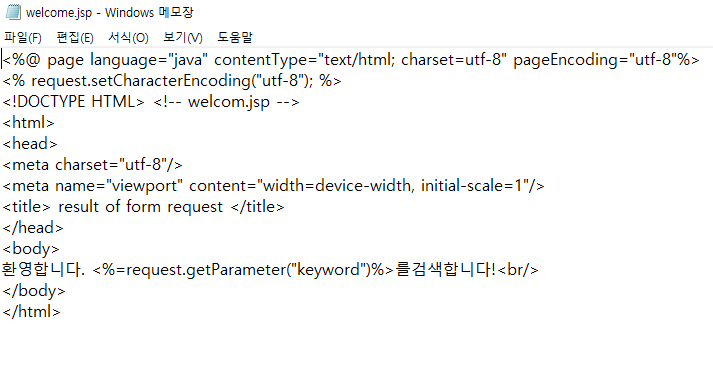 welcome.jsp - Windows 메모장
파일(F) 편집(E) 서식(O) 보기(V) 도움말
<%@ page language="java" contentType="text/html; charset=utf-8" pageEncoding="utf-8"%>
<% request.setCharacterEncoding("utf-8"); %>
<!DOCTYPE HTML> <!-- welcom.jsp -->
<html>
<head>
<meta charset="utf-8"/>
<meta name="viewport" content="width=device-width, initial-scale=1"/>
<title> result of form request </title>
</head>
<body>
환영합니다. <%=request.getParameter("keyword")%>를검색합니다!<br/>
</body>
</html>